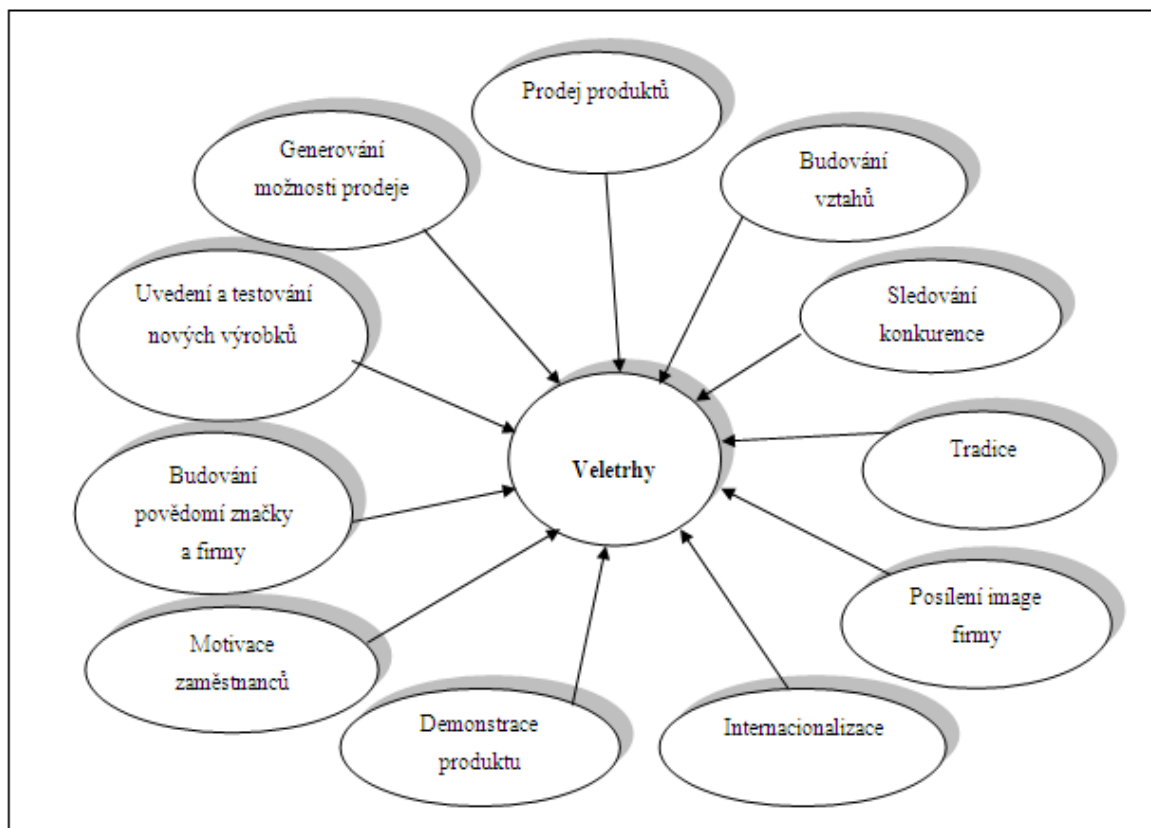 Prodej produktů
Generování
možnosti prodeje
Budování
vztahů
Uvedení a testování
nových výrobků
Sledování
konkurence
Veletrhy
Tradice
Budování
povědomí značky
a firmy
Posílení image
firmy
Motivace
zaměstnanců
Demonstrace
produktu
Internacionalizace